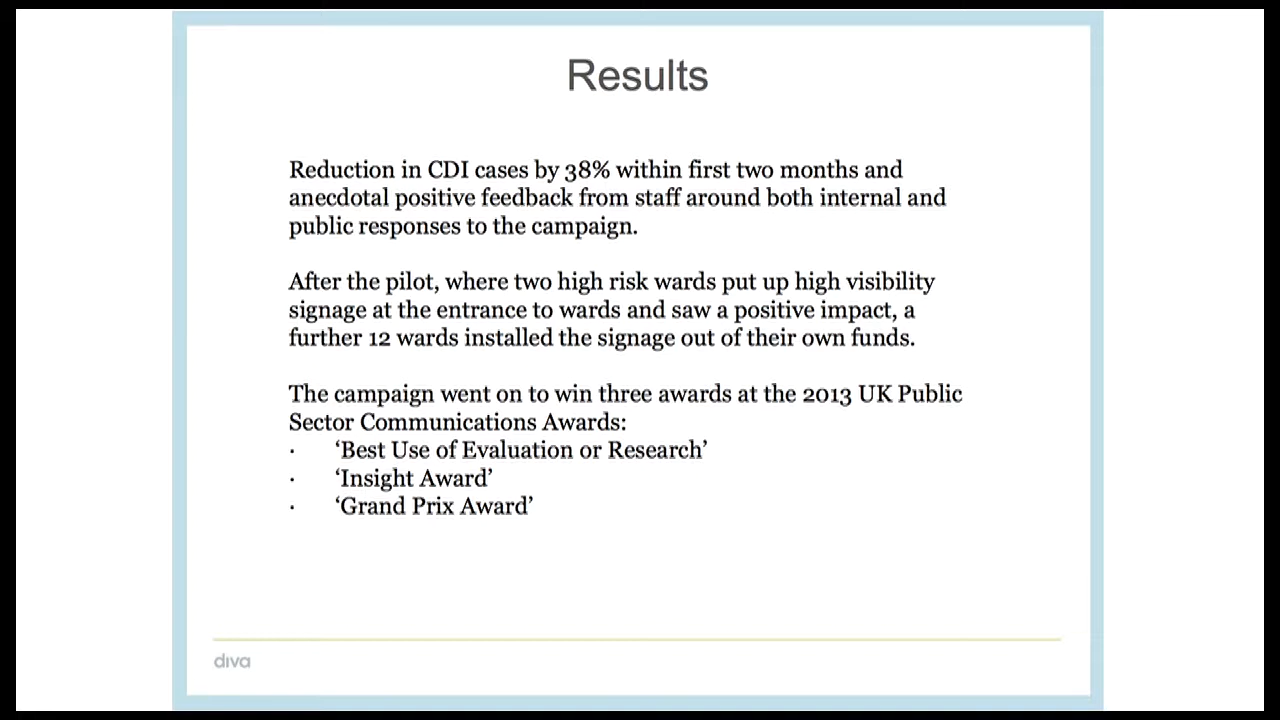 Results
Reduction in CDI cases by 38% within first two months and
anecdotal positive feedback from staff around both internal and
public responses to the campaign.
After the pilot, where two high risk wards put up high visibility
signage at the entrance to wards and saw a positive impact, a
further 12 wards installed the signage out of their own funds.
The campaign went on to win three awards at the 2013 UK Public
Sector Communications Awards:
· ‘Best Use of Evaluation or Research’
· ‘Insight Award’
· ‘Grand Prix Award’
diva